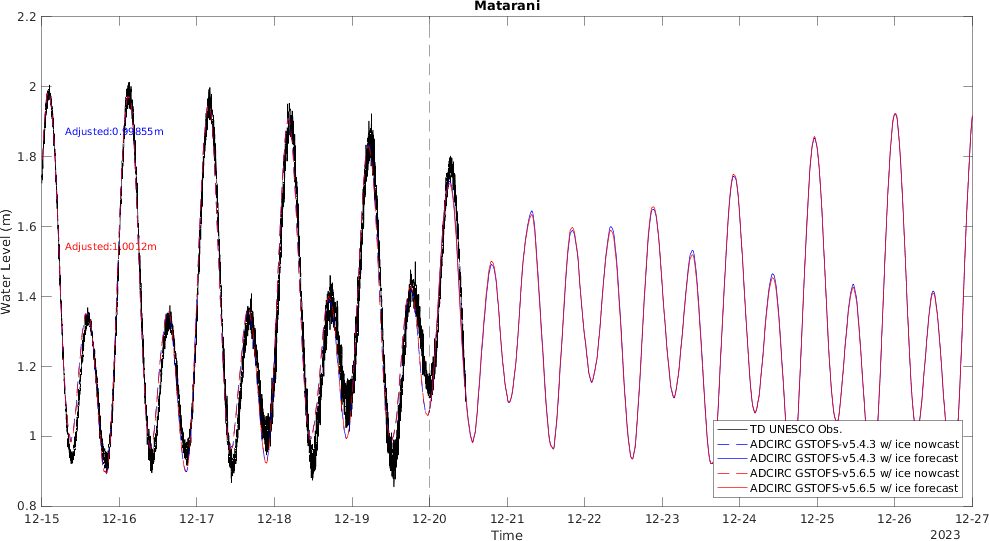 Matarani
2.2
2
1.8
1.6
1.4
1.2
1
0.8
Water Level (m)
Adjusted:0.99855m
Adjusted:1.0012m
TD UNESCO Obs.
ADCIRC GSTOFS-v5.4.3 w/ ice nowcast
ADCIRC GSTOFS-v5.4.3 w/ ice forecast
ADCIRC GSTOFS-v5.6.5 w/ ice nowcast
ADCIRC GSTOFS-v5.6.5 w/ ice forecast
12-15 12-16 12-17 12-18 12-19 12-20 12-21 12-22 12-23 12-24 12-25 12-26 12-27
Time
2023